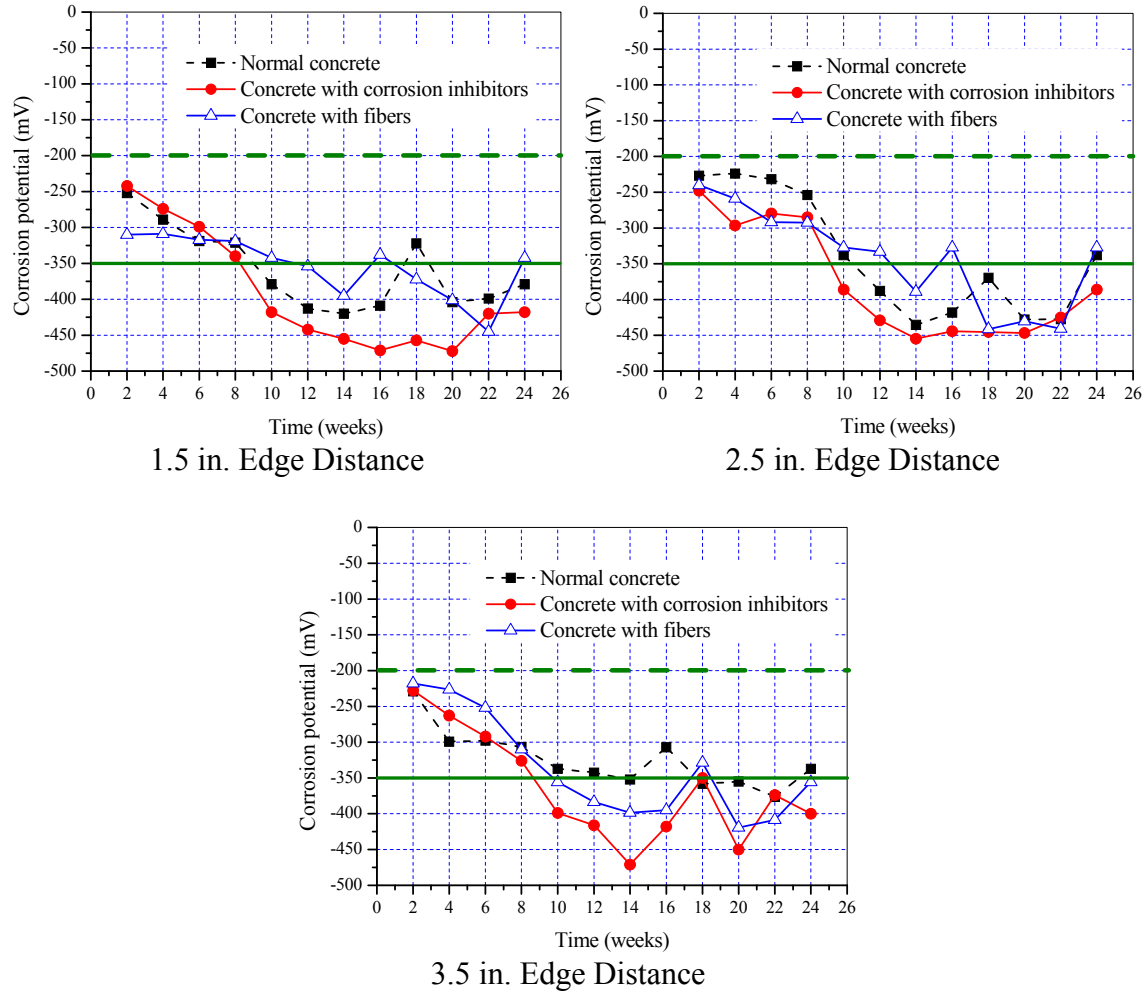 0
-50
-100
-150
-200
-250
-300
-350
-400
-450
-500
Corrosion potential (mV)
Normal concrete
Concrete with corrosion inhibitors
Concrete with fibers
0 2 4 6 8 10 12 14 16 18 20 22 24 26
Time (weeks)
1.5 in. Edge Distance
0
-50
-100
-150
-200
-250
-300
-350
-400
-450
-500
Corrosion potential (mV)
Normal concrete
Concrete with corrosion inhibitors
Concrete with fibers
0 2 4 6 8 10 12 14 16 18 20 22 24 26
Time (weeks)
2.5 in. Edge Distance
0
-50
-100
-150
-200
-250
-300
-350
-400
-450
-500
Corrosion potential (mV)
Normal concrete
Concrete with corrosion inhibitors
Concrete with fibers
0 2 4 6 8 10 12 14 16 18 20 22 24 26
Time (weeks)
3.5 in. Edge Distance